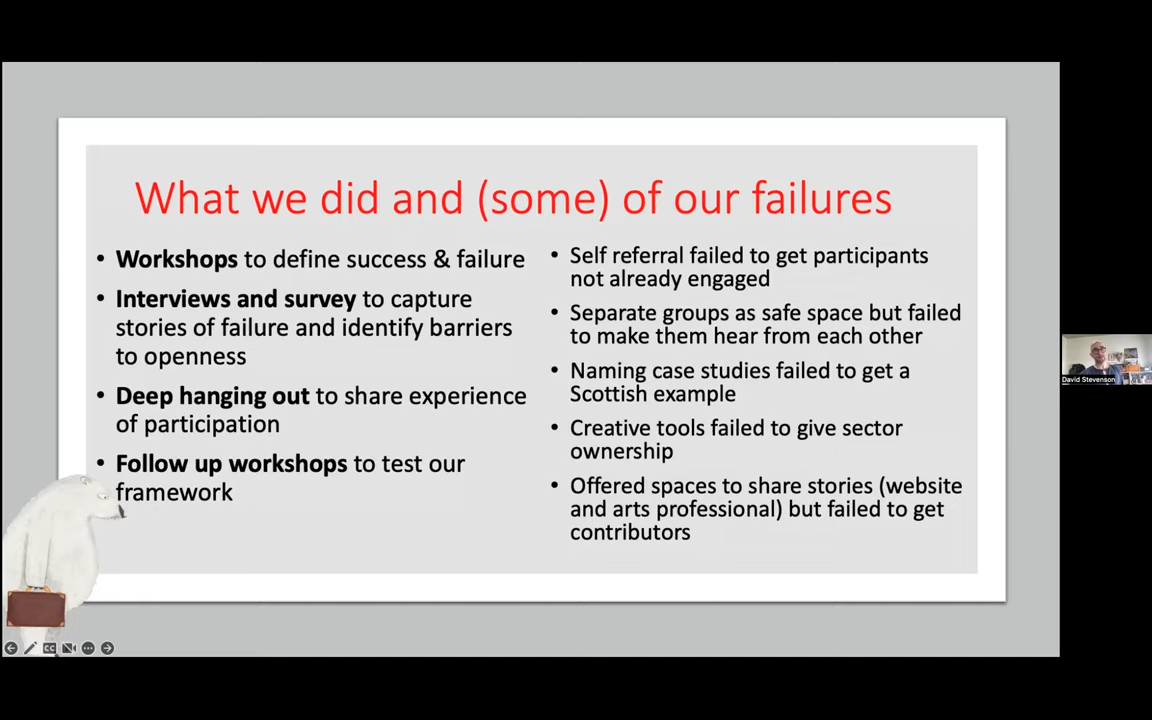 What we did and (some) of our failures
• Workshops to define success & failure
• Interviews and survey to capture
stories of failure and identify barriers
to openness
• Deep hanging out to share experience
of participation
• Follow up workshops to test our
framework
• Self referral failed to get participants
not already engaged
• Separate groups as safe space but failed
to make them hear from each other
• Naming case studies failed to get a
Scottish example
• Creative tools failed to give sector
ownership
• Offered spaces to share stories (website
and arts professional) but failed to get
contributors
David Stevenson
CC